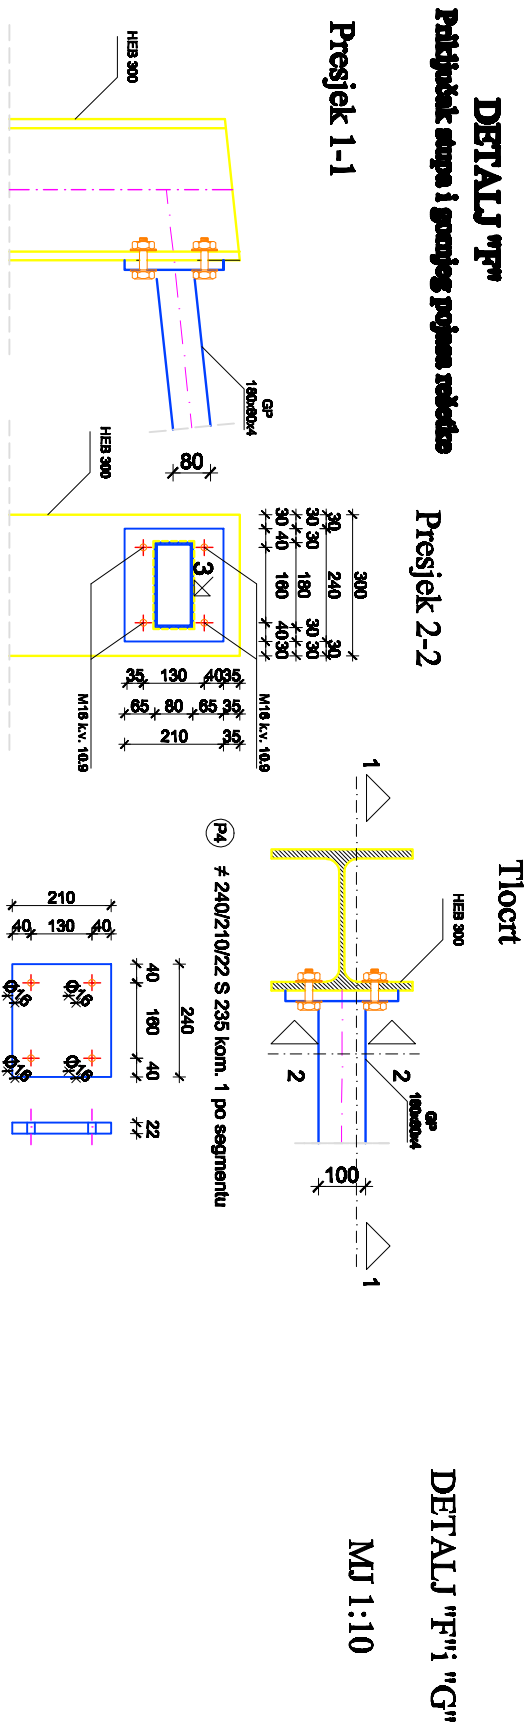 DETALJ "F"
Priključak stupa i gornjeg pojasa rešetke
Presjek 1-1
HEB 300
GP
180x80x4
80
Presjek 2-2
HEB 300
300
30 240 30
30 30 180 30 30
30 40 160 40 30
3
35 130 40 35
65 80 65 35
210 35
M16 k.v. 10.9
M16 k.v. 10.9
Tlocrt
1
HEB 300
2
2
GP
180x80x4
100
1
P4
≠ 240/210/22 S 235 kom. 1 po segmentu
240
40 160 40
210
40 130 40
Ø16
Ø16
Ø16
Ø16
22
DETALJ "F" i "G"
MJ 1:10